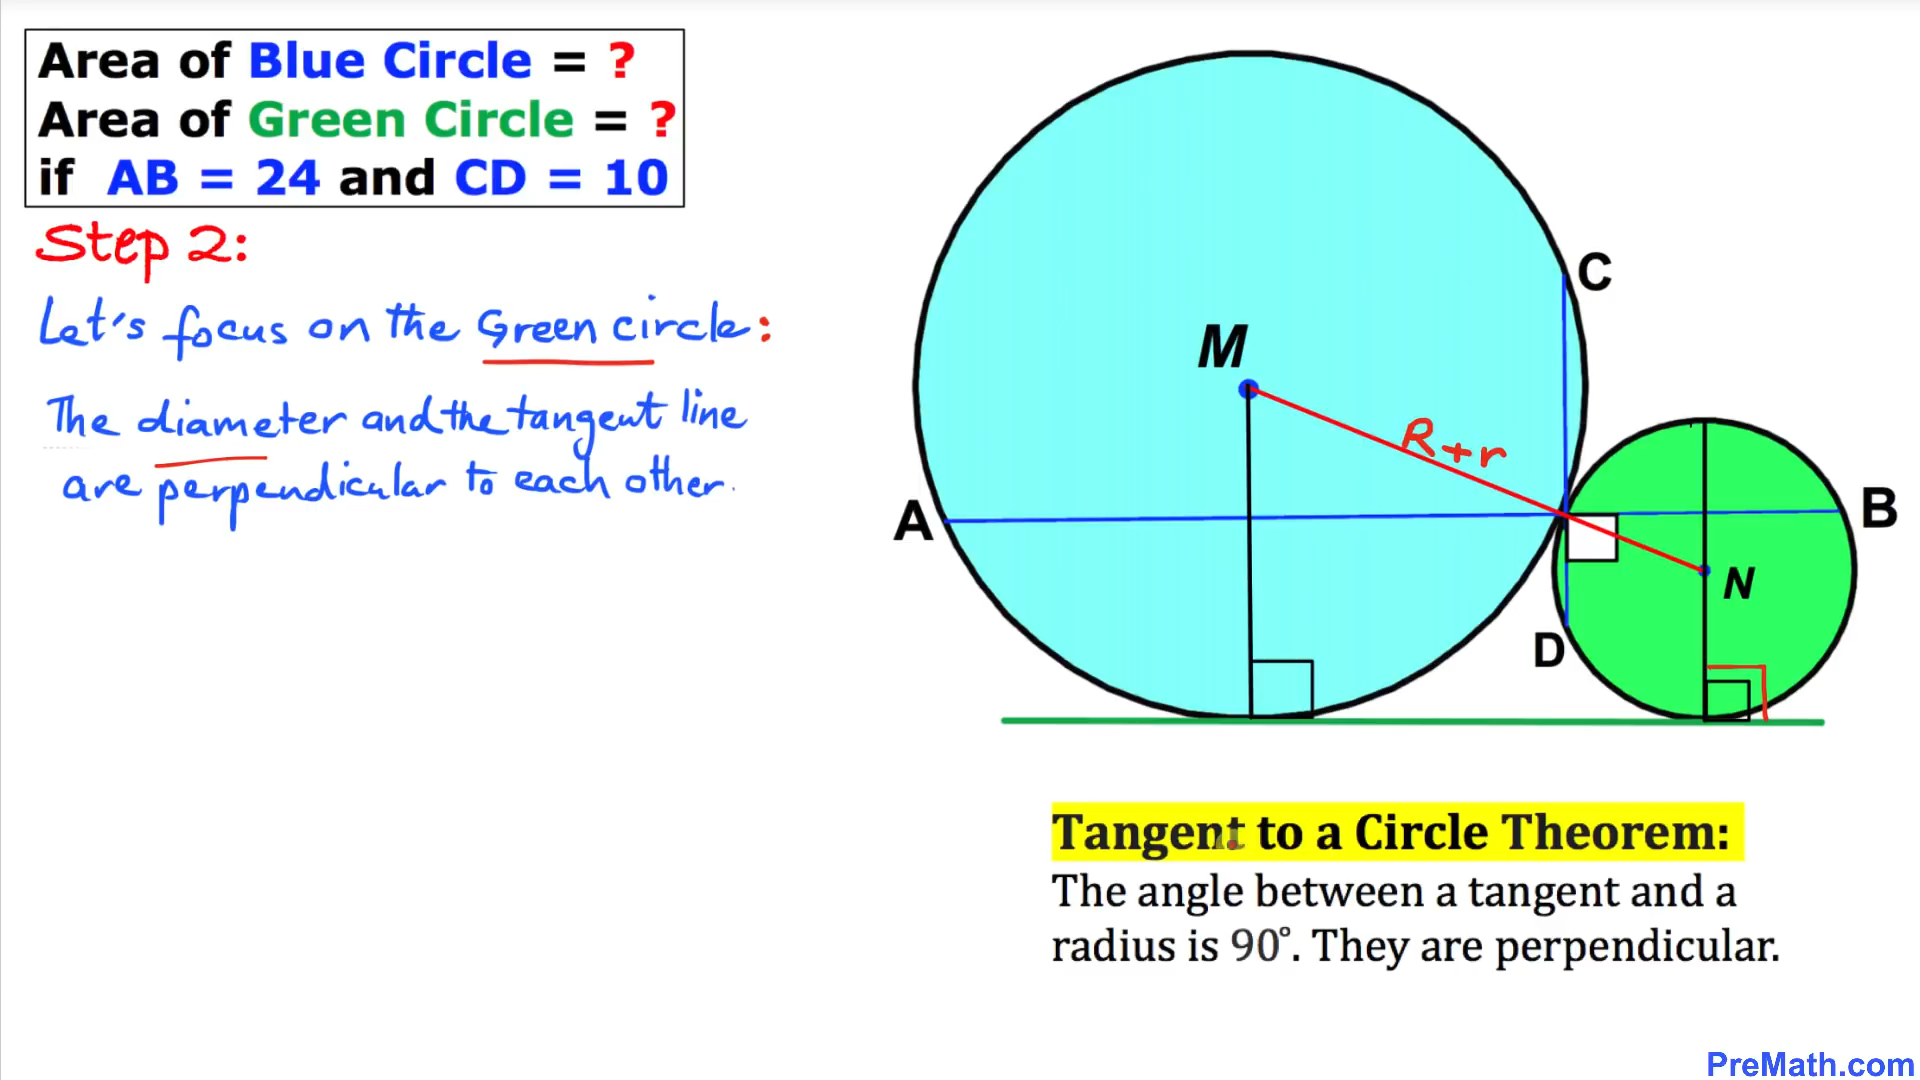 Area of Blue Circle = ?
Area of Green Circle = ?
if AB = 24 and CD = 10
Step 2:
Let's focus on the Green circle:
The diameter and the tangent line
are perpendicular to each other.
C
M
R+r
A
B
N
D
Tangent to a Circle Theorem:
The angle between a tangent and a
radius is 90°. They are perpendicular.
PreMath.com